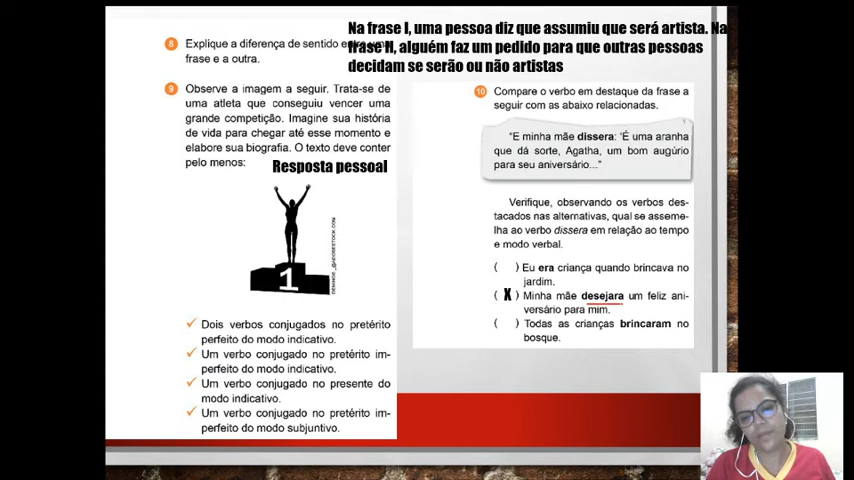 Na frase I, uma pessoa diz que assumiu que será artista. Na
frase II, alguém faz um pedido para que outras pessoas
decidam se serão ou não artistas
8 Explique a diferença de sentido
frase e a outra.
9 Observe a imagem a seguir. Trata-se de
uma atleta que conseguiu vencer uma
grande competição. Imagine sua história
de vida para chegar até esse momento e
elabore sua biografia. O texto deve conter
pelo menos:
Resposta pessoal
1
Dois verbos conjugados no pretérito
perfeito do modo indicativo.
Um verbo conjugado no pretérito im-
perfeito do modo indicativo.
Um verbo conjugado no presente do
modo indicativo.
Um verbo conjugado no pretérito im-
perfeito do modo subjuntivo.
10 Compare o verbo em destaque da frase a
seguir com as abaixo relacionadas.
"E minha mãe dissera: 'É uma aranha
que dá sorte, Agatha, um bom augúrio
para seu aniversário..."
Verifique, observando os verbos des-
tacados nas alternativas, qual se asseme-
lha ao verbo dissera em relação ao tempo
e modo verbal.
( ) Eu era criança quando brincava no
jardim.
( X ) Minha mãe desejara um feliz ani-
versário para mim.
( ) Todas as crianças brincaram no
bosque.